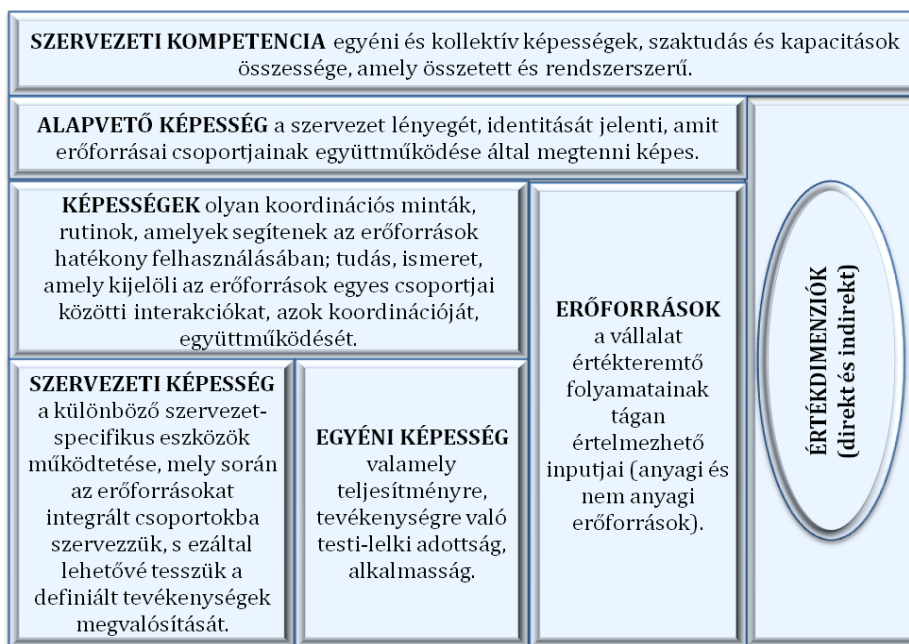 SZERVEZETI KOMPETENCIA egyéni és kollektív képességek, szaktudás és kapacitások
összessége, amely összetett és rendszerszerű.
ALAPVETŐ KÉPESSÉG a szervezet lényegét, identitását jelenti, amit
erőforrásai csoportjainak együttműködése által megtenni képes.
KÉPESSÉGEK olyan koordinációs minták,
rutinok, amelyek segítenek az erőforrások
hatékony felhasználásában; tudás, ismeret,
amely kijelöli az erőforrások egyes csoportjai
közötti interakciókat, azok koordinációját,
együttműködését.
SZERVEZETI KÉPESSÉG
a különböző szervezet-
specifikus eszközök
működtetése, mely során
az erőforrásokat
integrált csoportokba
szervezzük, s ezáltal
lehetővé tesszük a
definiált tevékenységek
megvalósítását.
EGYÉNI KÉPESSÉG
valamely
teljesítményre,
tevékenységre való
testi-lelki adottság,
alkalmasság.
ERŐFORRÁSOK
a vállalat
értékteremtő
folyamatainak
tágan
értelmezhető
inputjai (anyagi és
nem anyagi
erőforrások).
ÉRTÉKDIMENZIÓK
(direkt és indirekt)